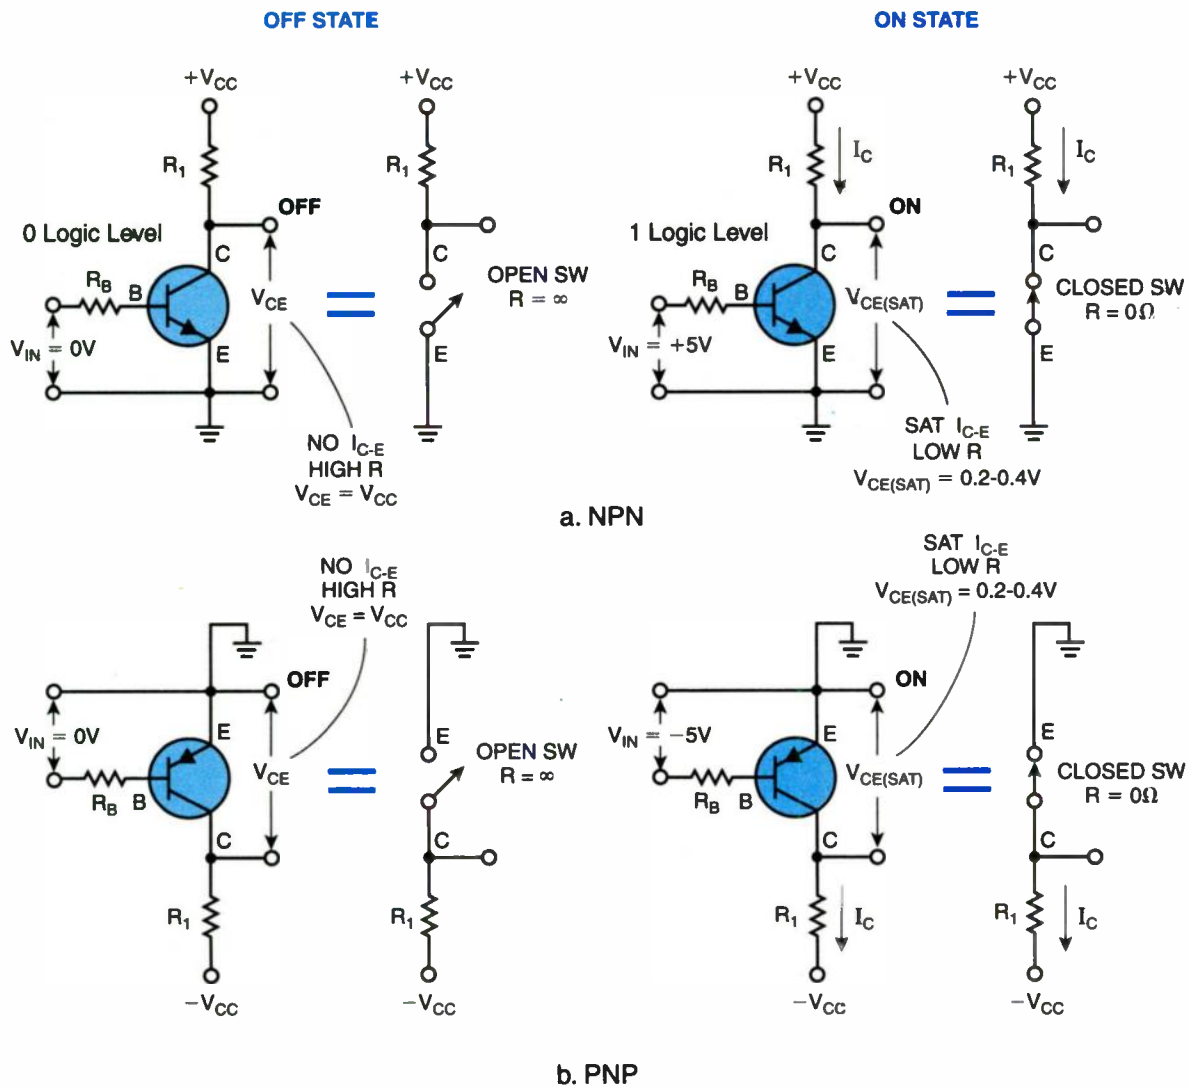 OFF STATE
ON STATE
+VCC
+VCC
+VCC
+VCC
R1
R1
R1
IC
R1
IC
OFF
ON
0 Logic Level
1 Logic Level
C
C
C
C
RB
B
VCE
OPEN SW
R = ∞
RB
B
VCE(SAT)
CLOSED SW
R = 0Ω
VIN = 0V
E
E
VIN = +5V
E
E
NO IC-E
HIGH R
VCE = VCC
SAT IC-E
LOW R
VCE(SAT) = 0.2-0.4V
a. NPN
NO IC-E
HIGH R
VCE = VCC
SAT IC-E
LOW R
VCE(SAT) = 0.2-0.4V
OFF
ON
VIN = 0V
E
E
VIN = −5V
E
E
VCE
OPEN SW
R = ∞
VCE(SAT)
CLOSED SW
R = 0Ω
RB
B
RB
B
C
C
C
C
R1
R1
R1
IC
R1
IC
−VCC
−VCC
−VCC
−VCC
b. PNP